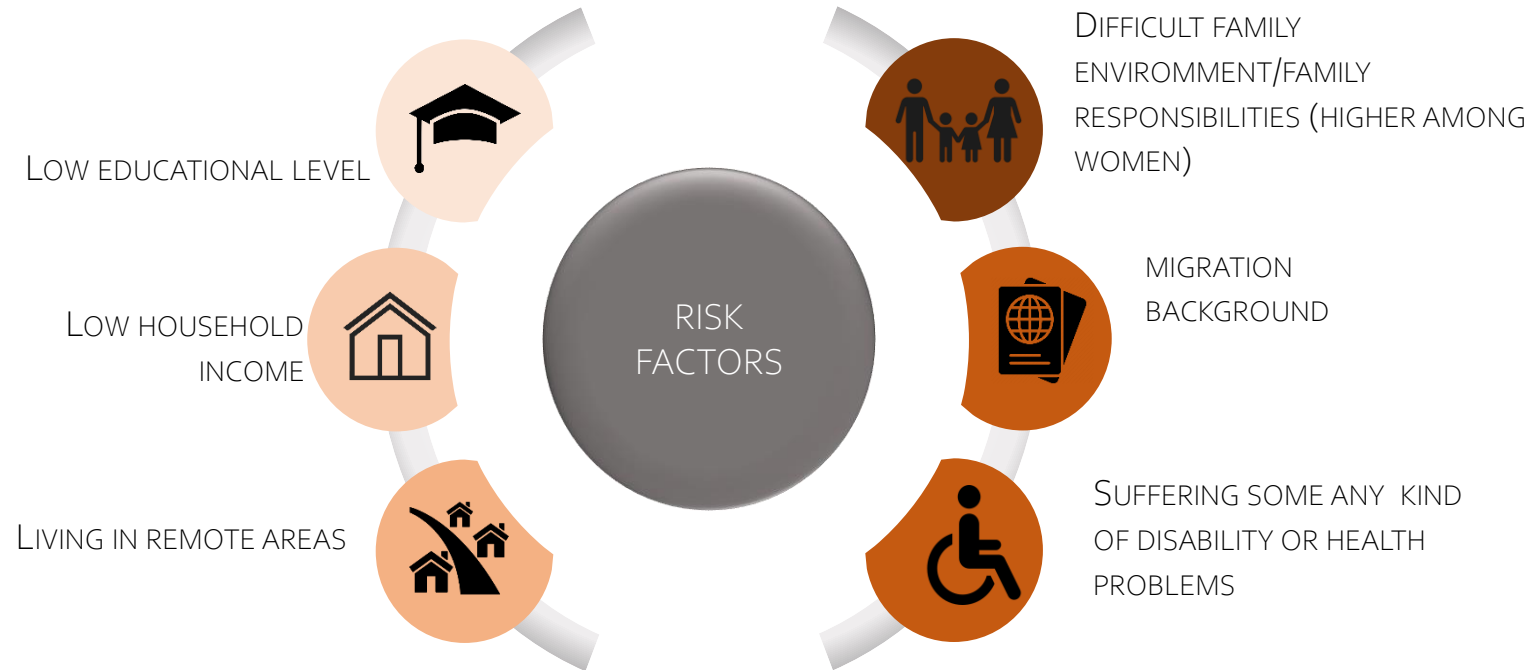 LOW EDUCATIONAL LEVEL
LOW HOUSEHOLD
INCOME
LIVING IN REMOTE AREAS
RISK
FACTORS
DIFFICULT FAMILY
ENVIROMMENT/FAMILY
RESPONSIBILITIES (HIGHER AMONG
WOMEN)
MIGRATION
BACKGROUND
SUFFERING SOME ANY KIND
OF DISABILITY OR HEALTH
PROBLEMS